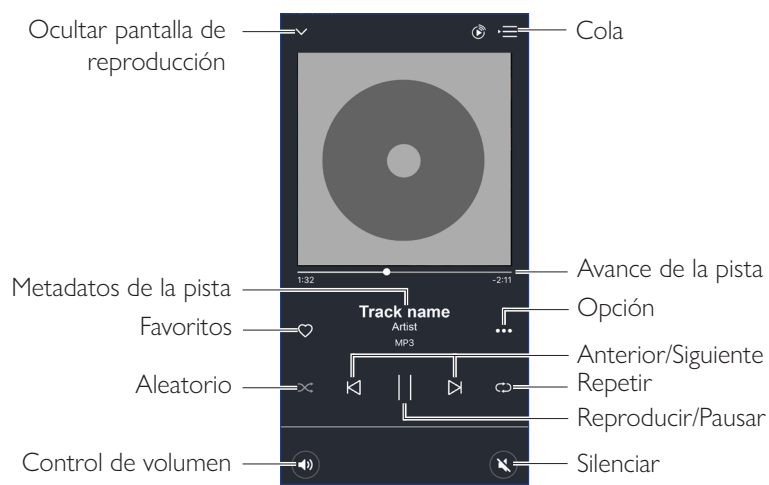 Ocultar pantalla de
reproducción
Cola
1:32
-2:11
Avance de la pista
Metadatos de la pista
Track name
Opción
Favoritos
Artist
MP3
Anterior/Siguiente
Aleatorio
Repetir
Reproducir/Pausar
Control de volumen
Silenciar